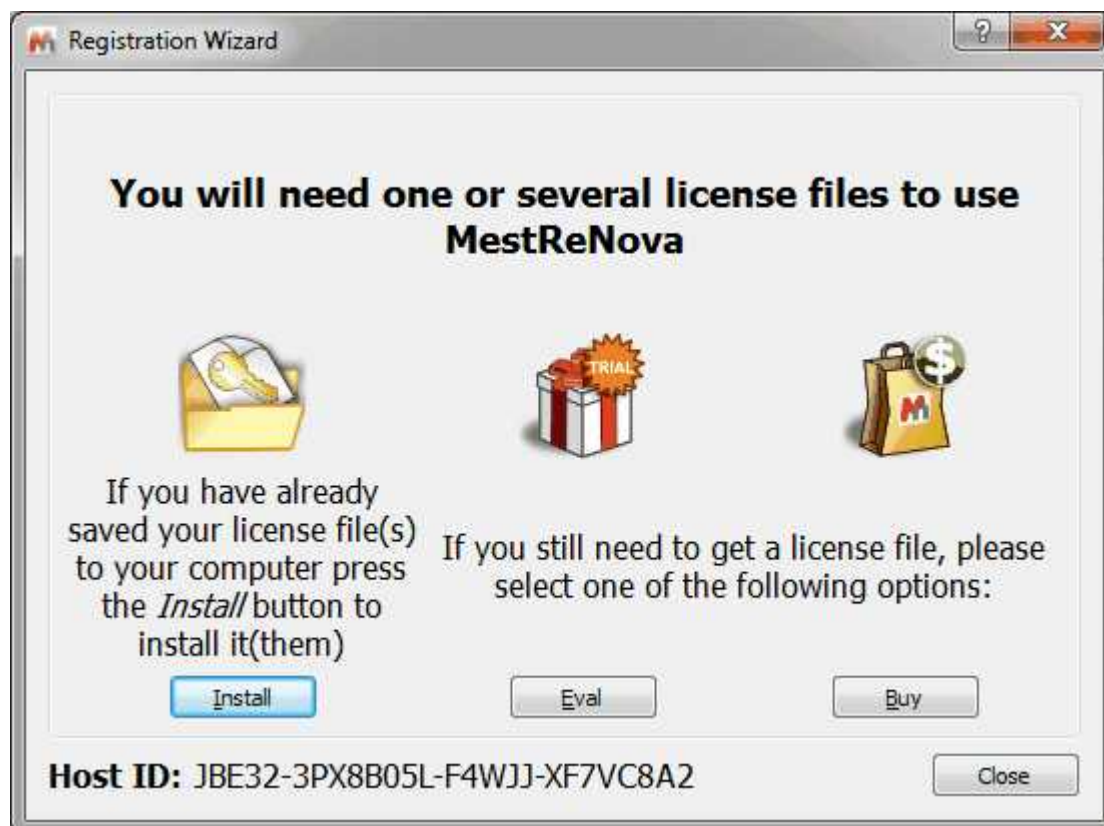 Registration Wizard
You will need one or several license files to use
MestReNova
TRIAL
$
If you have already
saved your license file(s)
to your computer press
the Install button to
install it(them)
If you still need to get a license file, please
select one of the following options:
Install
Eval
Buy
Host ID: JBE32-3PX8B05L-F4WJJ-XF7VC8A2
Close